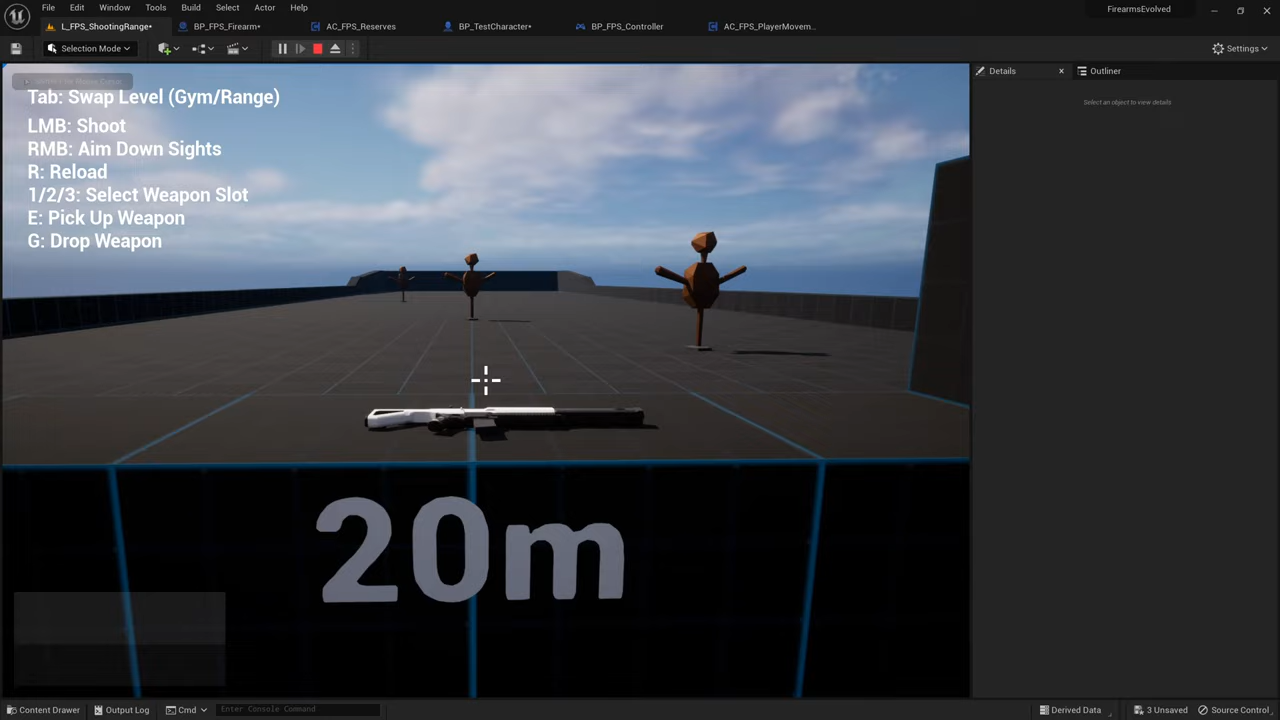 File Edit Window Tools Build Select Actor Help
FirearmsEvolved
L_FPS_ShootingRange* BP_FPS_Firearm* AC_FPS_Reserves BP_TestCharacter* BP_FPS_Controller AC_FPS_PlayerMovem...
Selection Mode Settings
Details Outliner
Select an object to view details
Tab: Swap Level (Gym/Range)
LMB: Shoot
RMB: Aim Down Sights
R: Reload
1/2/3: Select Weapon Slot
E: Pick Up Weapon
G: Drop Weapon
20m
Content Drawer Output Log Cmd Enter Console Command Derived Data 3 Unsaved Source Control